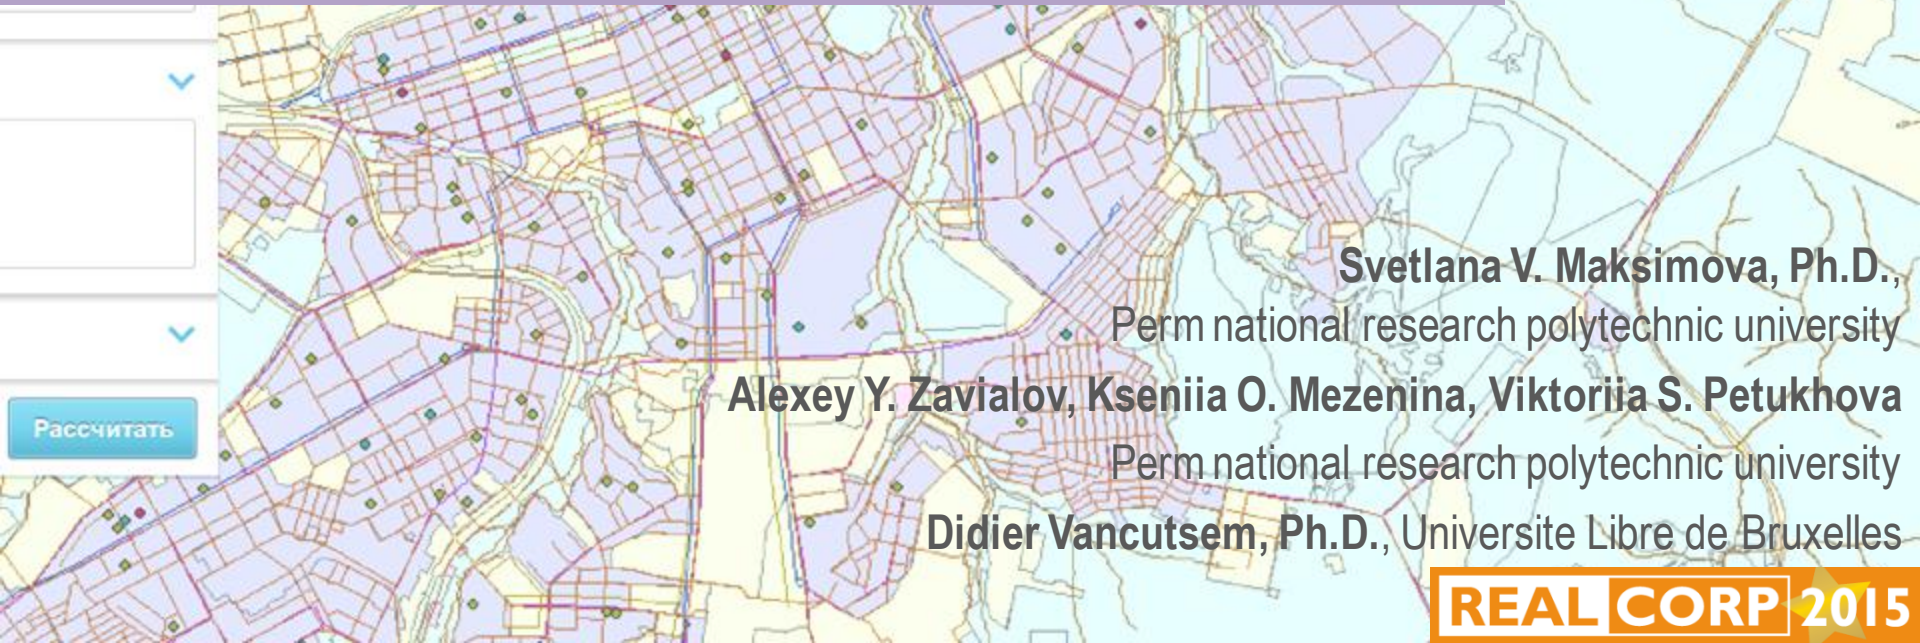 Рассчитать
Svetlana V. Maksimova, Ph.D.,
Perm national research polytechnic university
Alexey Y. Zavialov, Kseniia O. Mezenina, Viktoriia S. Petukhova
Perm national research polytechnic university
Didier Vancutsem, Ph.D., Universite Libre de Bruxelles
REAL CORP 2015